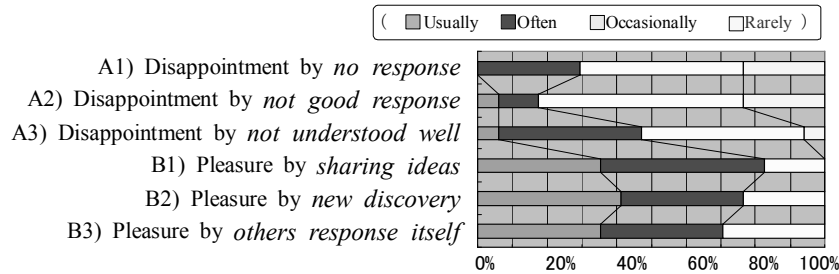 ( Usually Often Occasionally Rarely )
A1) Disappointment by no response
A2) Disappointment by not good response
A3) Disappointment by not understood well
B1) Pleasure by sharing ideas
B2) Pleasure by new discovery
B3) Pleasure by others response itself
0% 20% 40% 60% 80% 100%